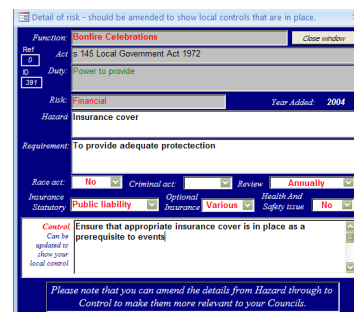 Detail of risk - should be amended to show local controls that are in place.
Function: Bonfire Celebrations Close window
Ref 0 Act s 145 Local Government Act 1972
ID 391 Duty: Power to provide
Risk: Financial Year Added: 2004
Hazard Insurance cover
Requirement: To provide adequate protectection
Race act: No Criminal act: Review Annually
Insurance Statutory Public liability Optional Insurance Various Health And Safety issue No
Control Ensure that appropriate insurance cover is in place as a
Can be prerequisite to events
updated to
show your
local control
Please note that you can amend the details from Hazard through to
Control to make them more relevant to your Councils.